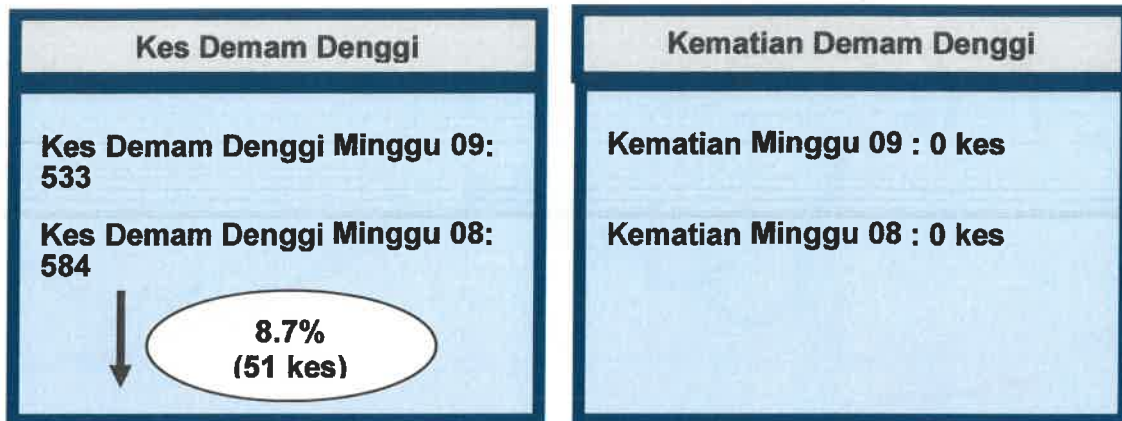 Kes Demam Denggi
Kes Demam Denggi Minggu 09:
533
Kes Demam Denggi Minggu 08:
584
8.7%
(51 kes)
Kematian Demam Denggi
Kematian Minggu 09 : 0 kes
Kematian Minggu 08 : 0 kes